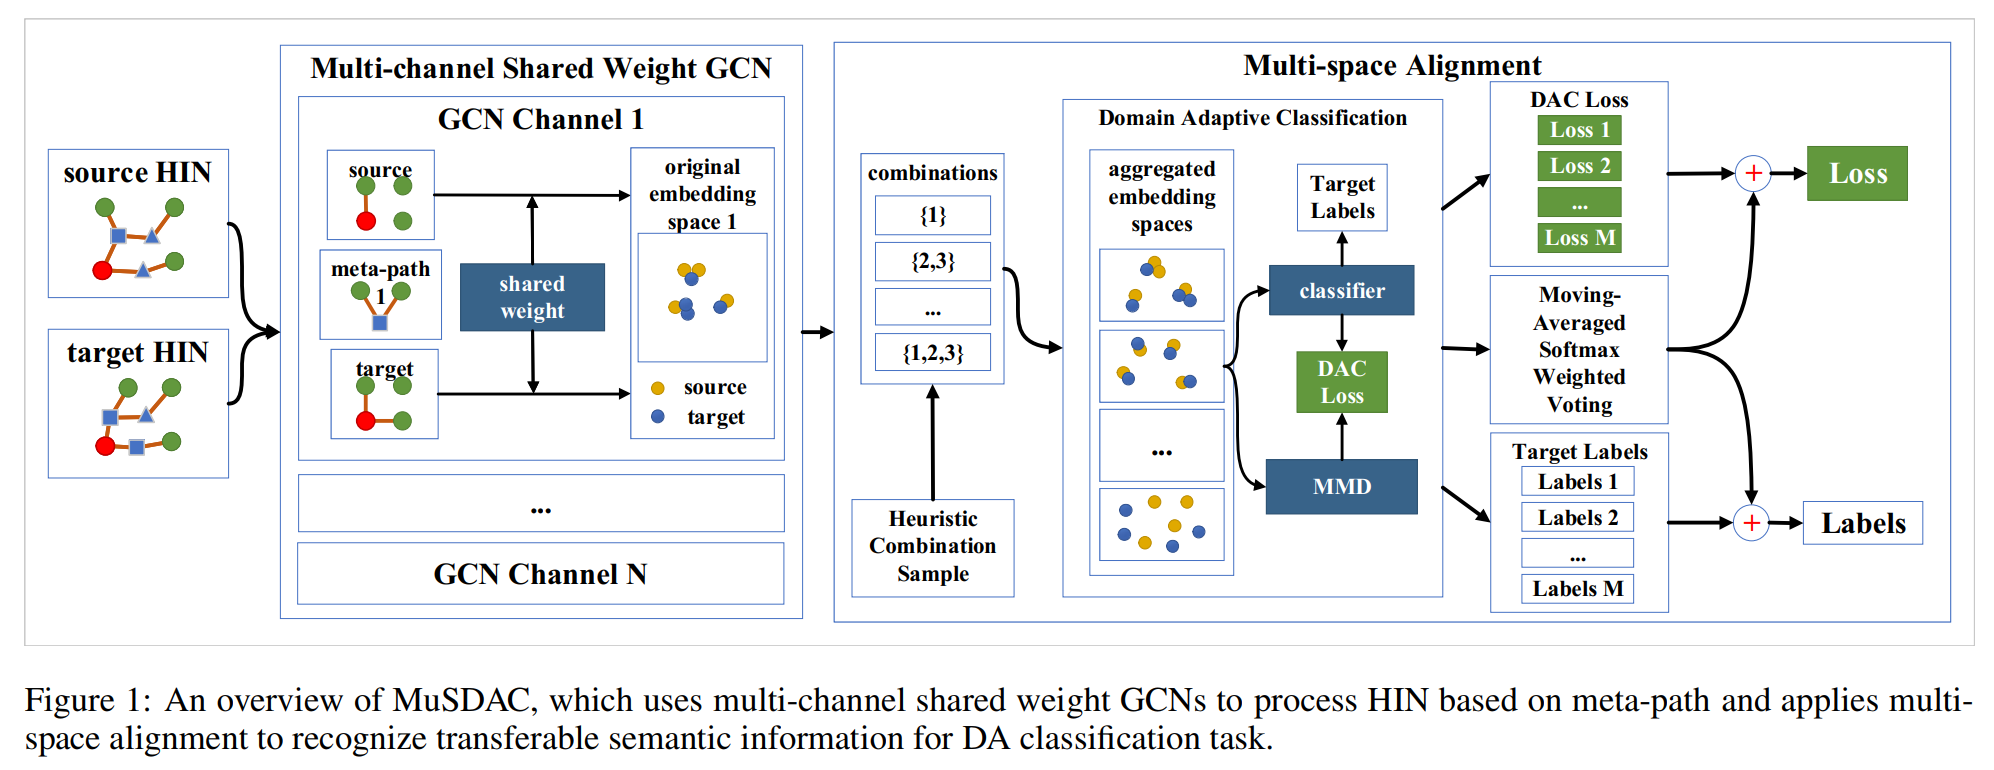 source HIN
target HIN
Multi-channel Shared Weight GCN
GCN Channel 1
source
meta-path
1
target
shared
weight
original
embedding
space 1
source
target
...
GCN Channel N
Multi-space Alignment
combinations
{1}
{2,3}
...
{1,2,3}
Heuristic
Combination
Sample
Domain Adaptive Classification
aggregated
embedding
spaces
...
Target
Labels
classifier
DAC
Loss
MMD
DAC Loss
Loss 1
Loss 2
...
Loss M
Moving-
Averaged
Softmax
Weighted
Voting
Target Labels
Labels 1
Labels 2
...
Labels M
+
Loss
+
Labels
Figure 1: An overview of MuSDAC, which uses multi-channel shared weight GCNs to process HIN based on meta-path and applies multi-
space alignment to recognize transferable semantic information for DA classification task.